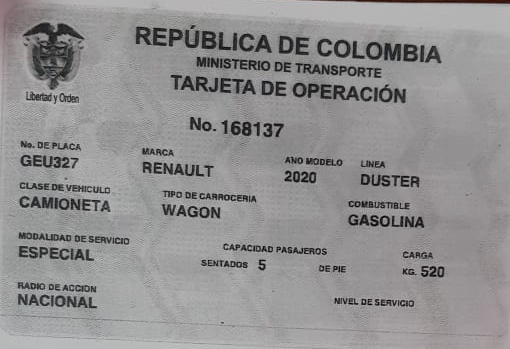 REPÚBLICA DE COLOMBIA
MINISTERIO DE TRANSPORTE
TARJETA DE OPERACIÓN
Libertad y Orden
No. 168137
No. DE PLACA MARCA AÑO MODELO LINEA
GEU327 RENAULT 2020 DUSTER
CLASE DE VEHICULO TIPO DE CARROCERIA COMBUSTIBLE
CAMIONETA WAGON GASOLINA
MODALIDAD DE SERVICIO CAPACIDAD PASAJEROS CARGA
ESPECIAL SENTADOS 5 DE PIE KG. 520
RADIO DE ACCION NIVEL DE SERVICIO
NACIONAL